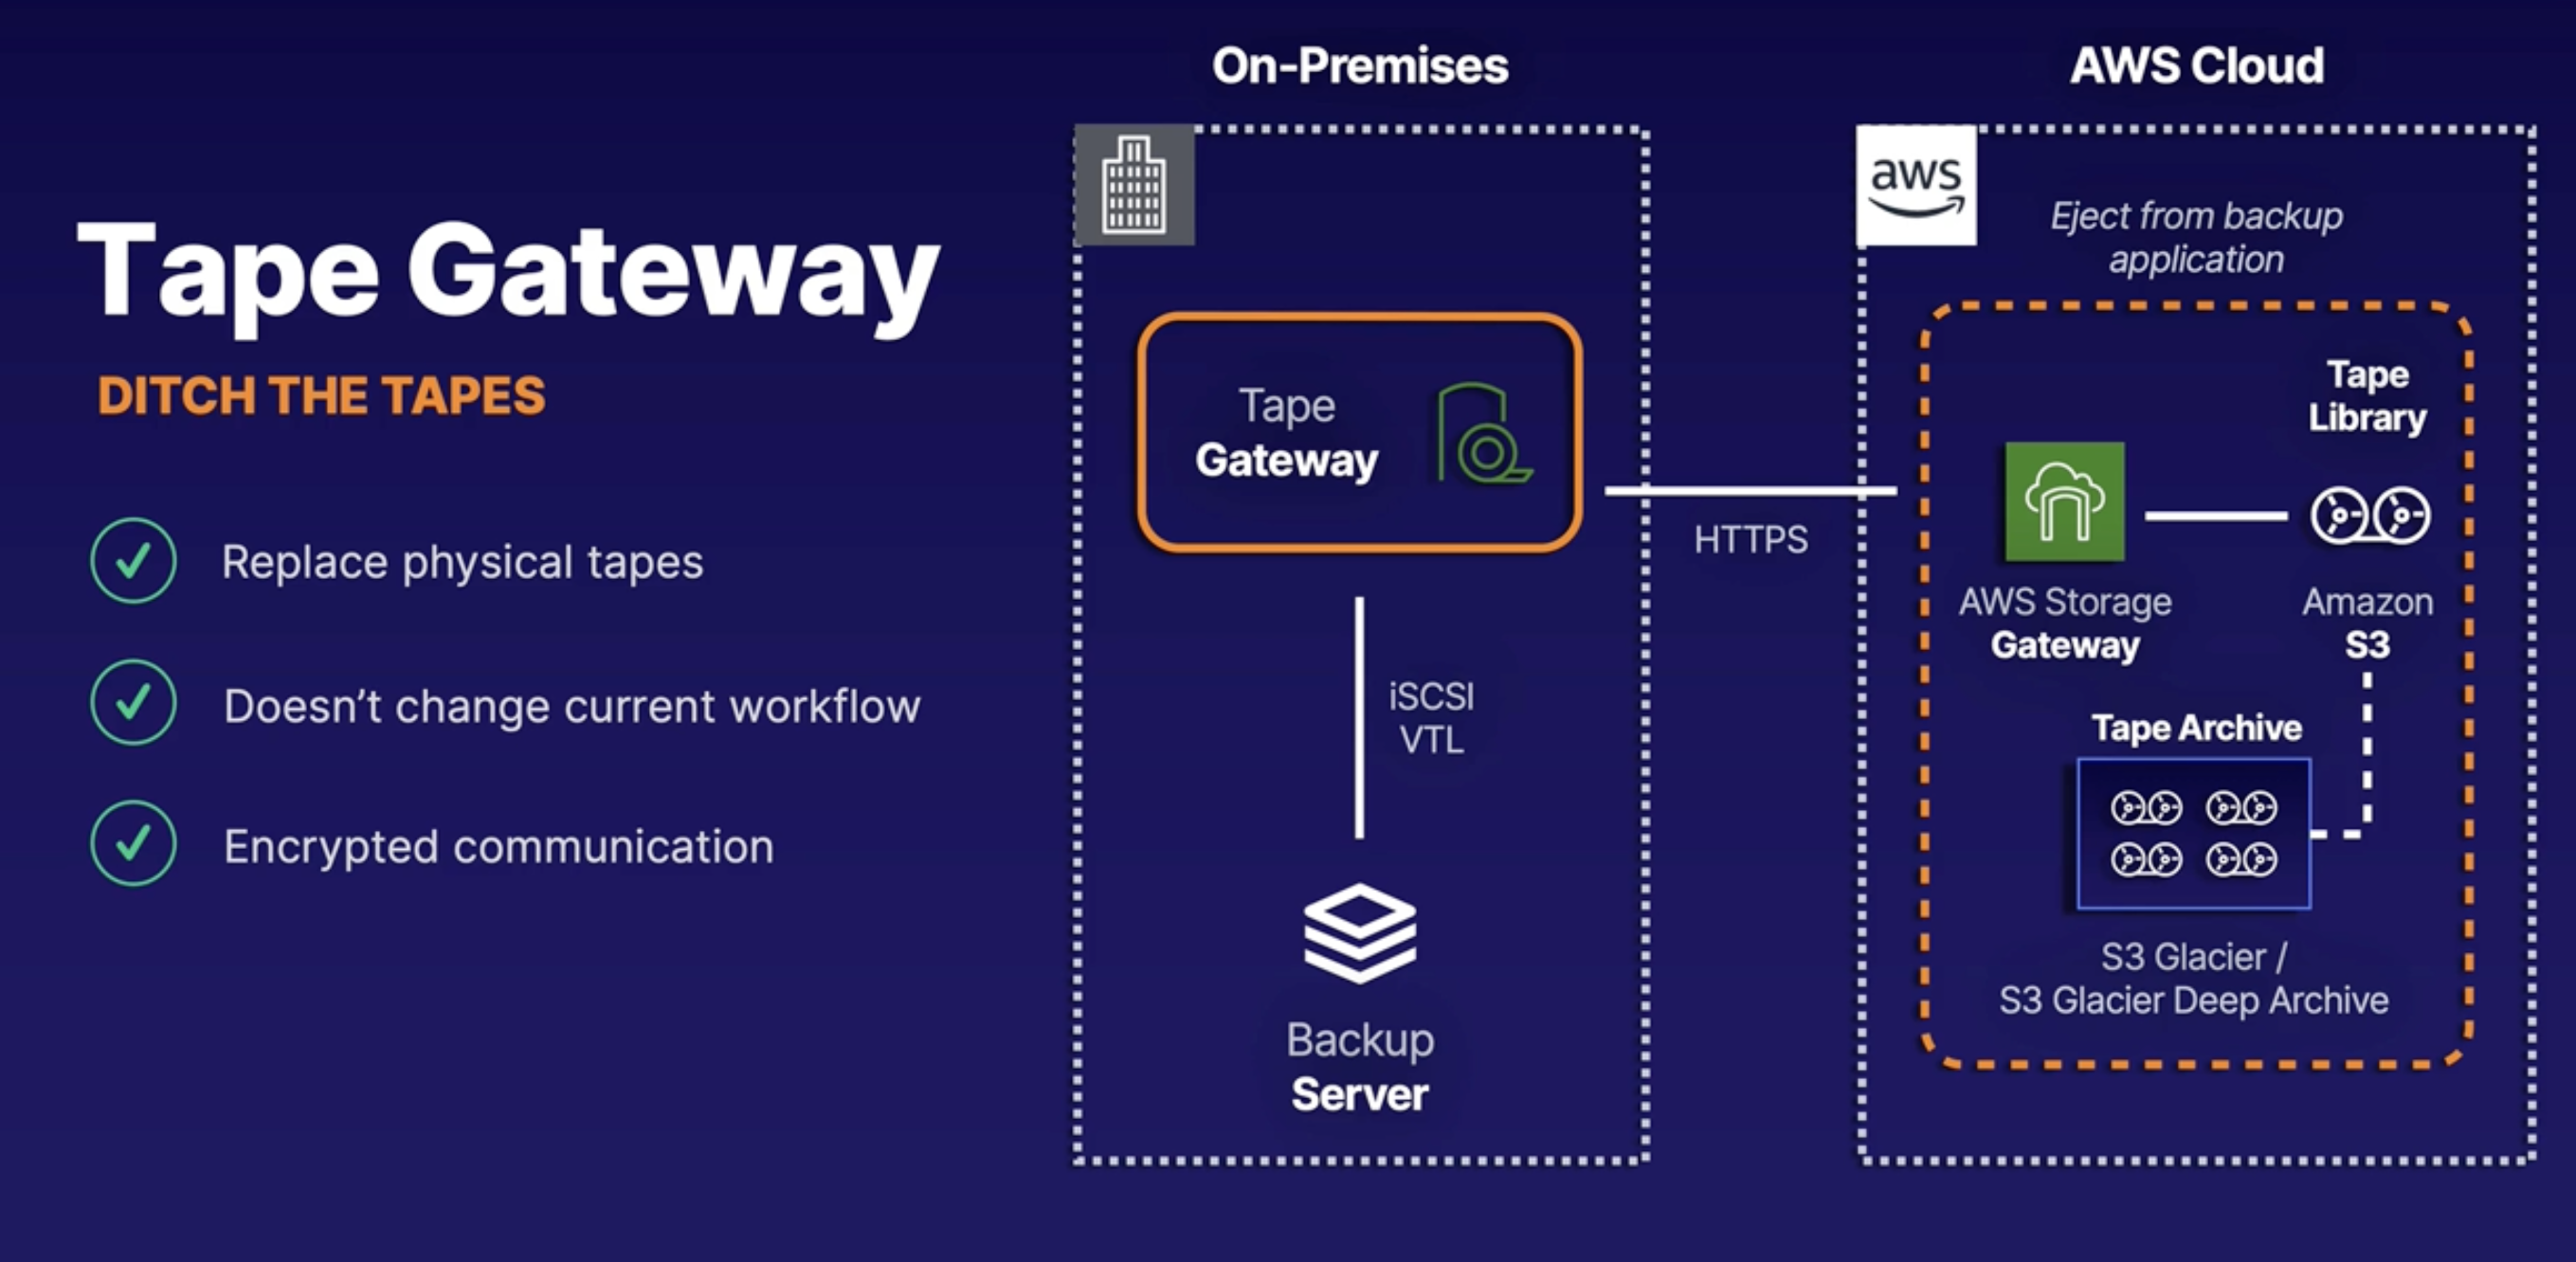 Tape Gateway
DITCH THE TAPES
Replace physical tapes
Doesn't change current workflow
Encrypted communication
On-Premises
Tape
Gateway
iSCSI
VTL
Backup
Server
HTTPS
AWS Cloud
aws
Eject from backup
application
Tape
Library
AWS Storage
Gateway
Amazon
S3
Tape Archive
S3 Glacier /
S3 Glacier Deep Archive